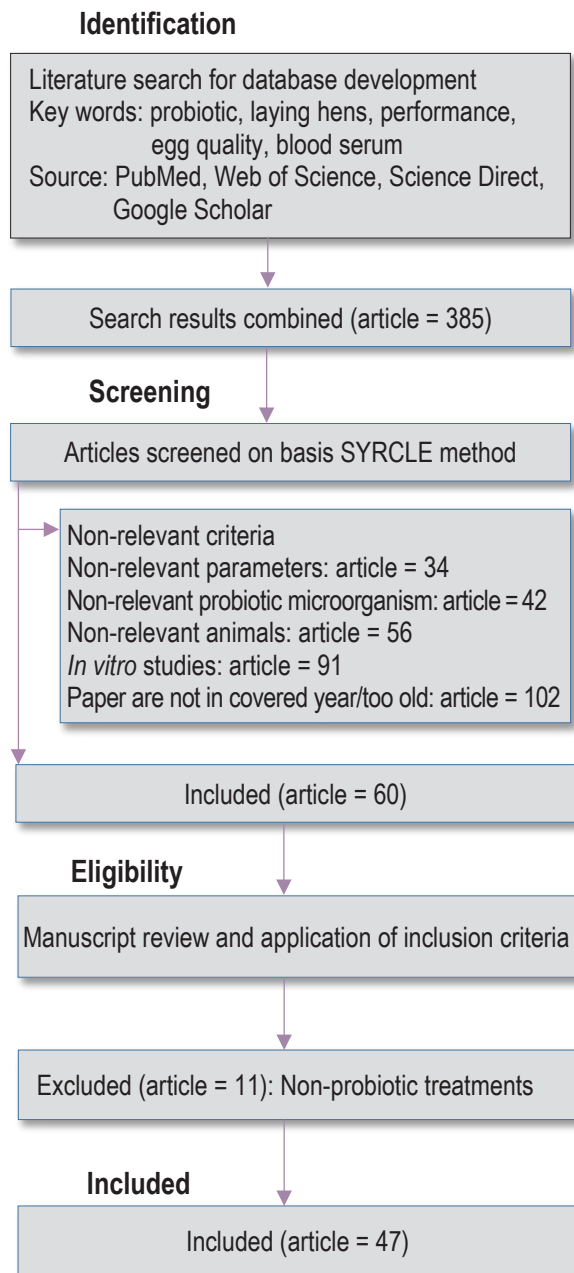 Identification
Literature search for database development
Key words: probiotic, laying hens, performance,
egg quality, blood serum
Source: PubMed, Web of Science, Science Direct,
Google Scholar
Search results combined (article = 385)
Screening
Articles screened on basis SYRCLE method
Non-relevant criteria
Non-relevant parameters: article = 34
Non-relevant probiotic microorganism: article = 42
Non-relevant animals: article = 56
In vitro studies: article = 91
Paper are not in covered year/too old: article = 102
Included (article = 60)
Eligibility
Manuscript review and application of inclusion criteria
Excluded (article = 11): Non-probiotic treatments
Included
Included (article = 47)